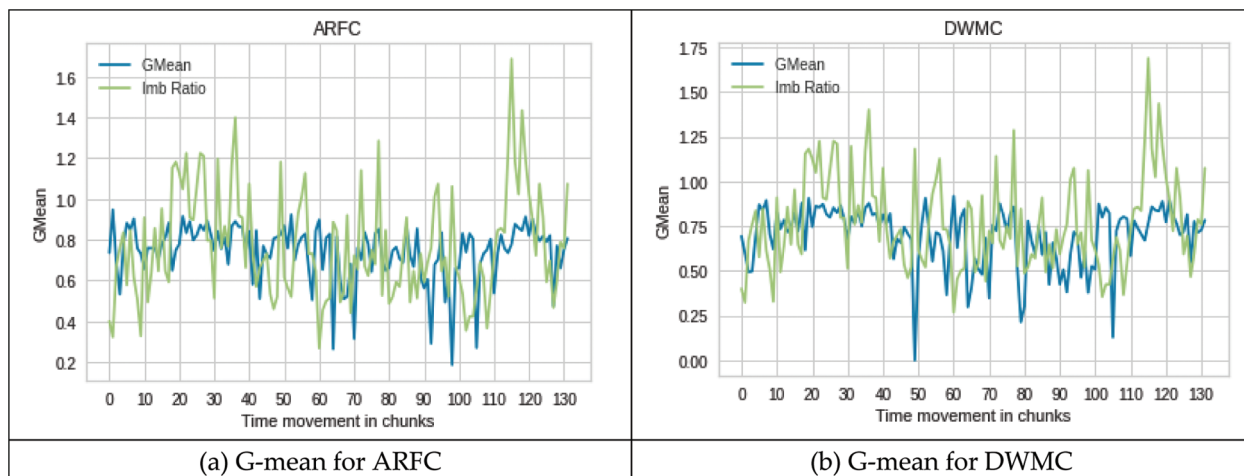 ARFC
GMean
Imb Ratio
1.6
1.4
1.2
1.0
0.8
0.6
0.4
0.2
GMean
0 10 20 30 40 50 60 70 80 90 100 110 120 130
Time movement in chunks
(a) G-mean for ARFC
DWMC
GMean
Imb Ratio
1.75
1.50
1.25
1.00
0.75
0.50
0.25
0.00
GMean
0 10 20 30 40 50 60 70 80 90 100 110 120 130
Time movement in chunks
(b) G-mean for DWMC